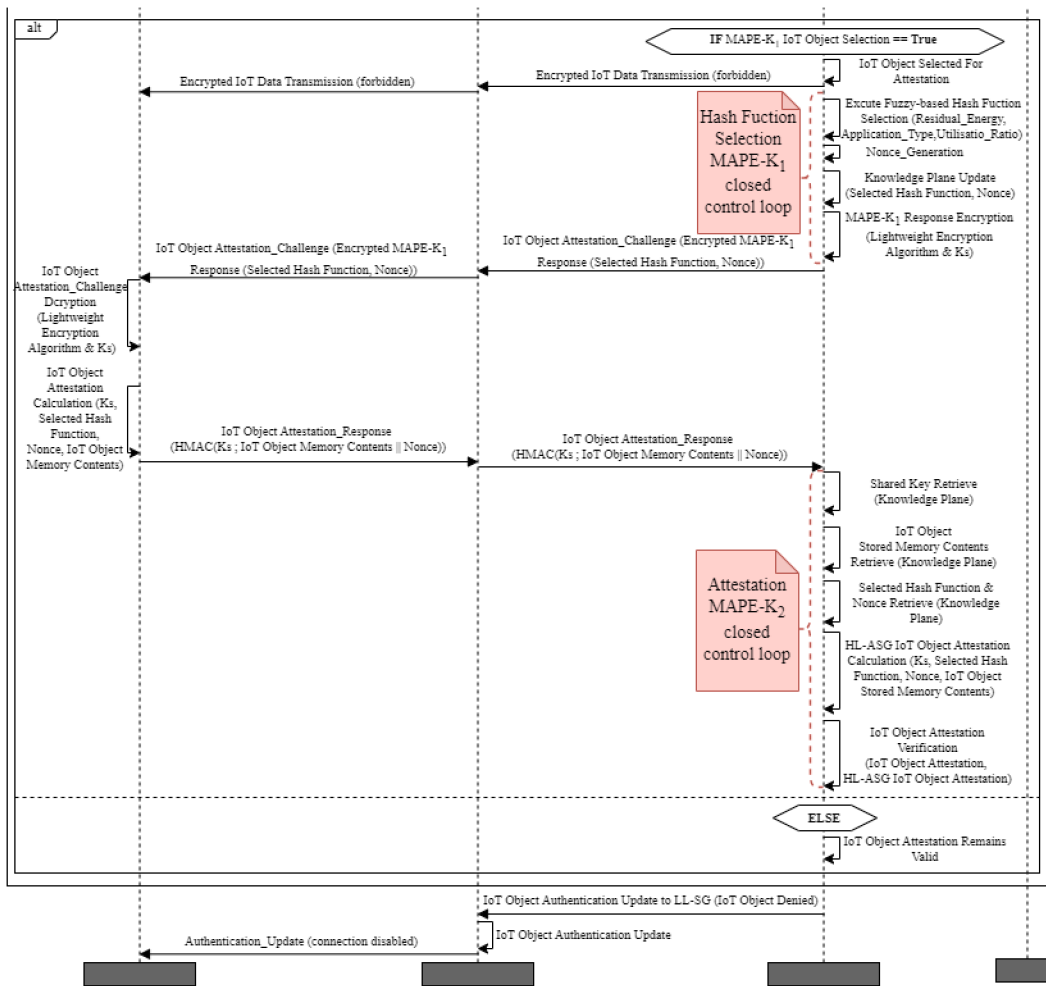 alt
IF MAPE-K1 IoT Object Selection == True
IoT Object Selected For
Attestation
Encrypted IoT Data Transmission (forbidden)
Encrypted IoT Data Transmission (forbidden)
Hash Fuction
Selection
MAPE-K1
closed
control loop
Excute Fuzzy-based Hash Fuction
Selection (Residual_Energy,
Application_Type,Utilisatio_Ratio)
Nonce_Generation
Knowledge Plane Update
(Selected Hash Function, Nonce)
MAPE-K1 Response Encryption
(Lightweight Encryption
Algorithm & Ks)
IoT Object Attestation_Challenge (Encrypted MAPE-K1
Response (Selected Hash Function, Nonce))
IoT Object Attestation_Challenge (Encrypted MAPE-K1
Response (Selected Hash Function, Nonce))
IoT Object
Attestation_Challenge
Dcryption
(Lightweight
Encryption
Algorithm & Ks)
IoT Object
Attestation
Calculation (Ks,
Selected Hash
Function,
Nonce, IoT Object
Memory Contents)
IoT Object Attestation_Response
(HMAC(Ks ; IoT Object Memory Contents || Nonce))
IoT Object Attestation_Response
(HMAC(Ks ; IoT Object Memory Contents || Nonce))
Shared Key Retrieve
(Knowledge Plane)
IoT Object
Stored Memory Contents
Retrieve (Knowledge Plane)
Attestation
MAPE-K2
closed
control loop
Selected Hash Function &
Nonce Retrieve (Knowledge
Plane)
HL-ASG IoT Object Attestation
Calculation (Ks, Selected Hash
Function, Nonce, IoT Object
Stored Memory Contents)
IoT Object Attestation
Verification
(IoT Object Attestation,
HL-ASG IoT Object Attestation)
ELSE
IoT Object Attestation Remains
Valid
IoT Object Authentication Update to LL-SG (IoT Object Denied)
IoT Object Authentication Update
Authentication_Update (connection disabled)